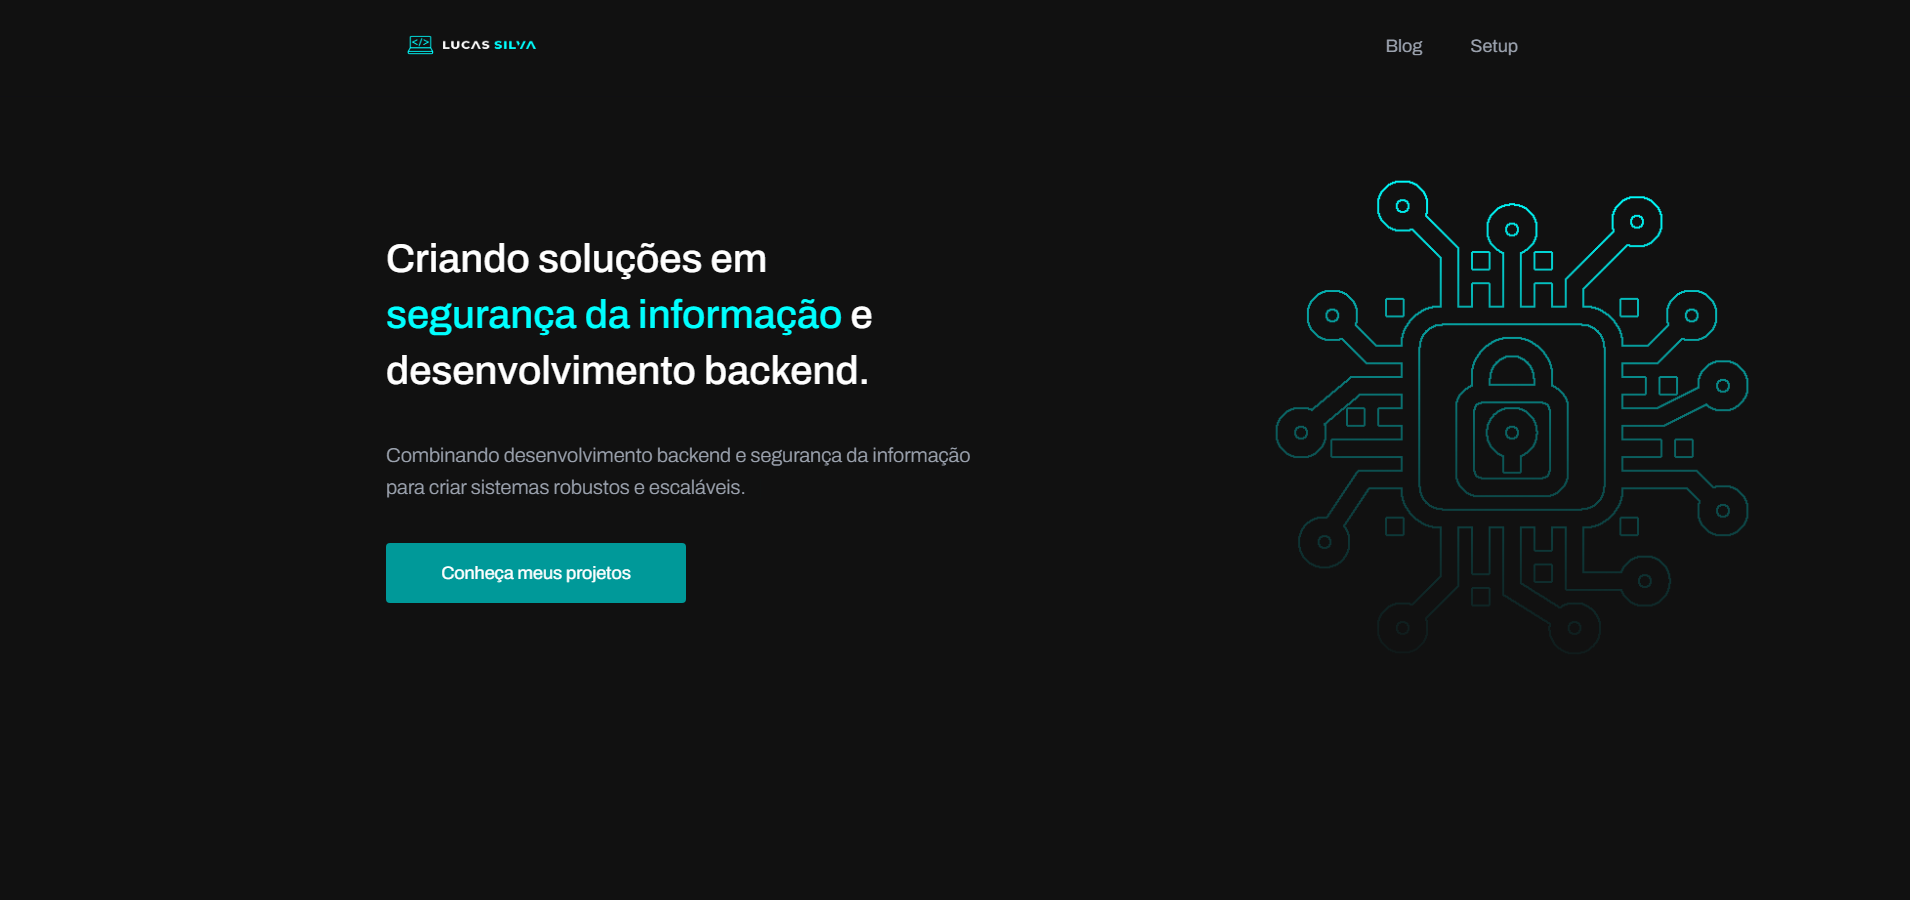 </> LUCAS SILVA
Blog
Setup
Criando soluções em
segurança da informação e
desenvolvimento backend.
Combinando desenvolvimento backend e segurança da informação
para criar sistemas robustos e escaláveis.
Conheça meus projetos